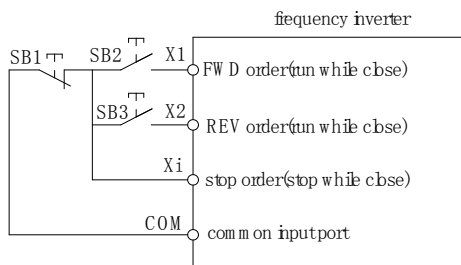 frequency inverter
SB1 SB2 X1
FWD order(run while close)
SB3 X2
REV order(run while close)
Xi
stop order(stop while close)
COM
common input port